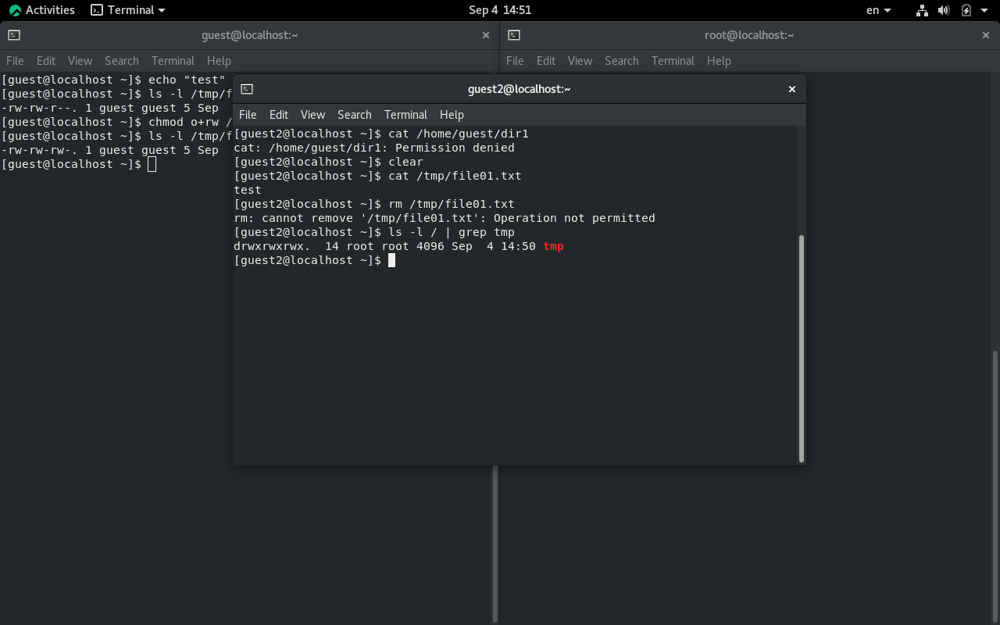 Activities Terminal Sep 4 14:51 en
guest@localhost:~
File Edit View Search Terminal Help
[guest@localhost ~]$ echo "test"
[guest@localhost ~]$ ls -l /tmp/f
-rw-rw-r--. 1 guest guest 5 Sep
[guest@localhost ~]$ chmod o+rw /
[guest@localhost ~]$ ls -l /tmp/f
-rw-rw-rw-. 1 guest guest 5 Sep
[guest@localhost ~]$
root@localhost:~
File Edit View Search Terminal Help
guest2@localhost:~
File Edit View Search Terminal Help
[guest2@localhost ~]$ cat /home/guest/dir1
cat: /home/guest/dir1: Permission denied
[guest2@localhost ~]$ clear
[guest2@localhost ~]$ cat /tmp/file01.txt
test
[guest2@localhost ~]$ rm /tmp/file01.txt
rm: cannot remove '/tmp/file01.txt': Operation not permitted
[guest2@localhost ~]$ ls -l / | grep tmp
drwxrwxrwx.  14 root root 4096 Sep  4 14:50 tmp
[guest2@localhost ~]$